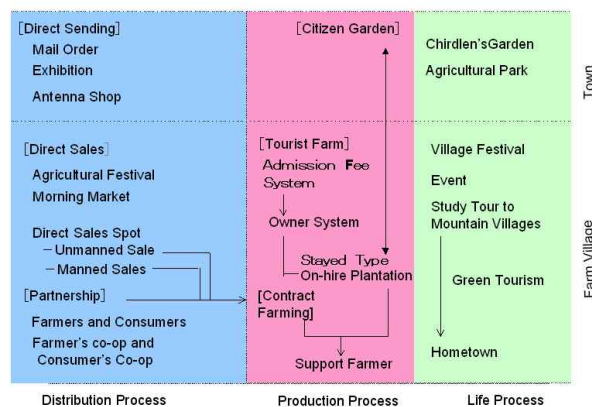 [Direct Sending]
Mail Order
Exhibition
Antenna Shop
[Direct Sales]
Agricultural Festival
Morning Market
Direct Sales Spot
– Unmanned Sale
– Manned Sales
[Partnership]
Farmers and Consumers
Farmer's co-op and
Consumer's Co-op
[Citizen Garden]
[Tourist Farm]
Admission Fee
System
Owner System
Stayed Type
On-hire Plantation
[Contract
Farming]
Support Farmer
Chirdlen'sGarden
Agricultural Park
Village Festival
Event
Study Tour to
Mountain Villages
Green Tourism
Hometown
Town
Farm Village
Distribution Process
Production Process
Life Process